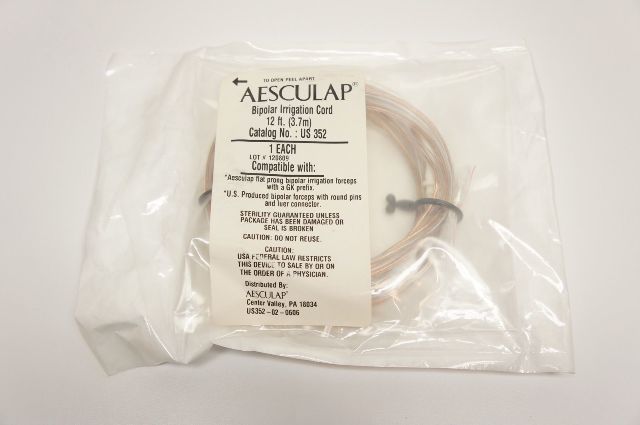 TO OPEN PEEL APART
AESCULAP®
Bipolar Irrigation Cord
12 ft. (3.7m)
Catalog No. : US 352
1 EACH
LOT # 120809
Compatible with:
*Aesculap flat prong bipolar irrigation forceps
with a GK prefix.
*U.S. Produced bipolar forceps with round pins
and luer connector.
STERILITY GUARANTEED UNLESS
PACKAGE HAS BEEN DAMAGED OR
SEAL IS BROKEN
CAUTION: DO NOT REUSE.
CAUTION:
USA FEDERAL LAW RESTRICTS
THIS DEVICE TO SALE BY OR ON
THE ORDER OF A PHYSICIAN.
Distributed By:
AESCULAP®
Center Valley, PA 18034
US352-02-0606